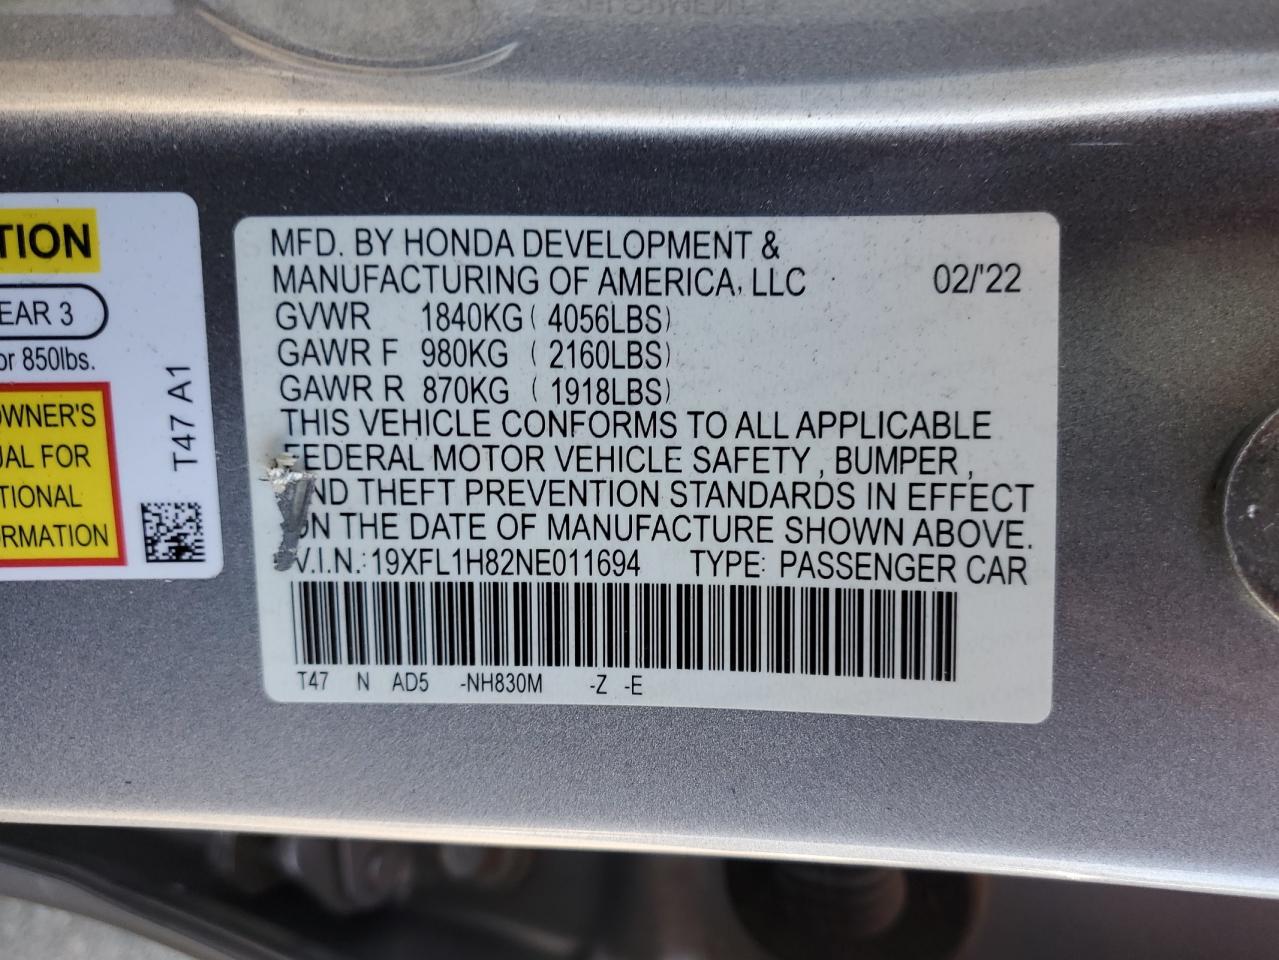 TION
EAR 3
or 850lbs.
OWNER'S
UAL FOR
TIONAL
ORMATION
T47 A1
MFD. BY HONDA DEVELOPMENT &
MANUFACTURING OF AMERICA, LLC 02/'22
GVWR 1840KG ( 4056LBS)
GAWR F 980KG ( 2160LBS)
GAWR R 870KG ( 1918LBS)
THIS VEHICLE CONFORMS TO ALL APPLICABLE
FEDERAL MOTOR VEHICLE SAFETY , BUMPER ,
AND THEFT PREVENTION STANDARDS IN EFFECT
ON THE DATE OF MANUFACTURE SHOWN ABOVE.
V.I.N.: 19XFL1H82NE011694 TYPE: PASSENGER CAR
T47 N AD5 -NH830M -Z -E